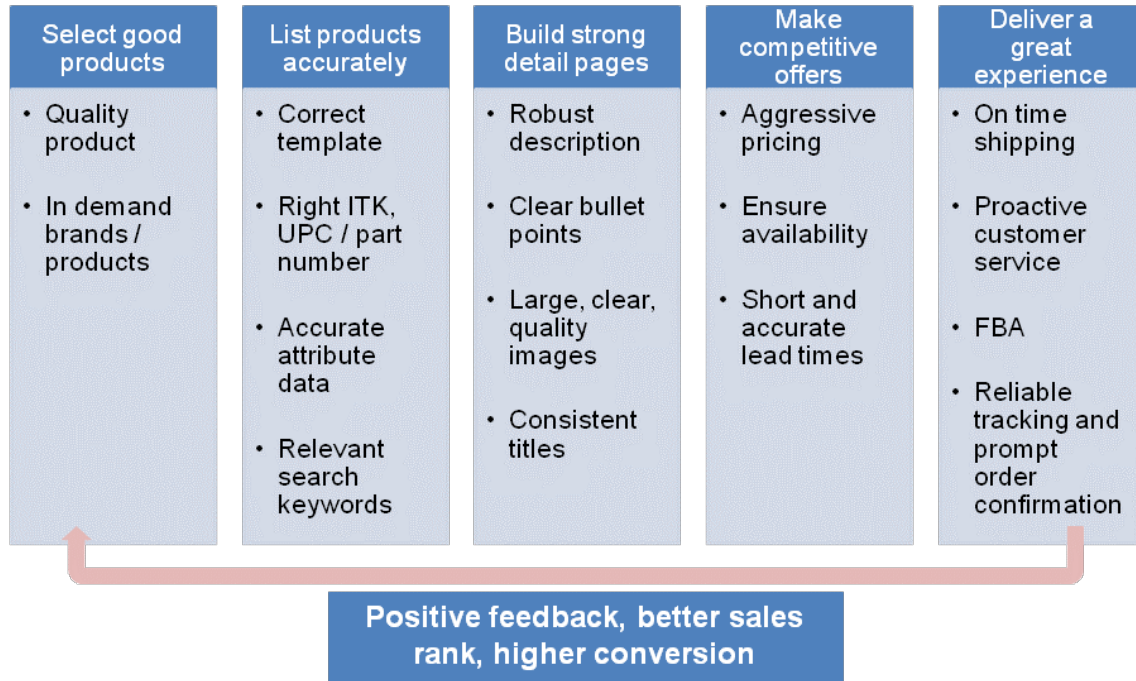 Select good
products
• Quality
product
• In demand
brands /
products
List products
accurately
• Correct
template
• Right ITK,
UPC / part
number
• Accurate
attribute
data
• Relevant
search
keywords
Build strong
detail pages
• Robust
description
• Clear bullet
points
• Large, clear,
quality
images
• Consistent
titles
Make
competitive
offers
• Aggressive
pricing
• Ensure
availability
• Short and
accurate
lead times
Deliver a
great
experience
• On time
shipping
• Proactive
customer
service
• FBA
• Reliable
tracking and
prompt
order
confirmation
Positive feedback, better sales
rank, higher conversion